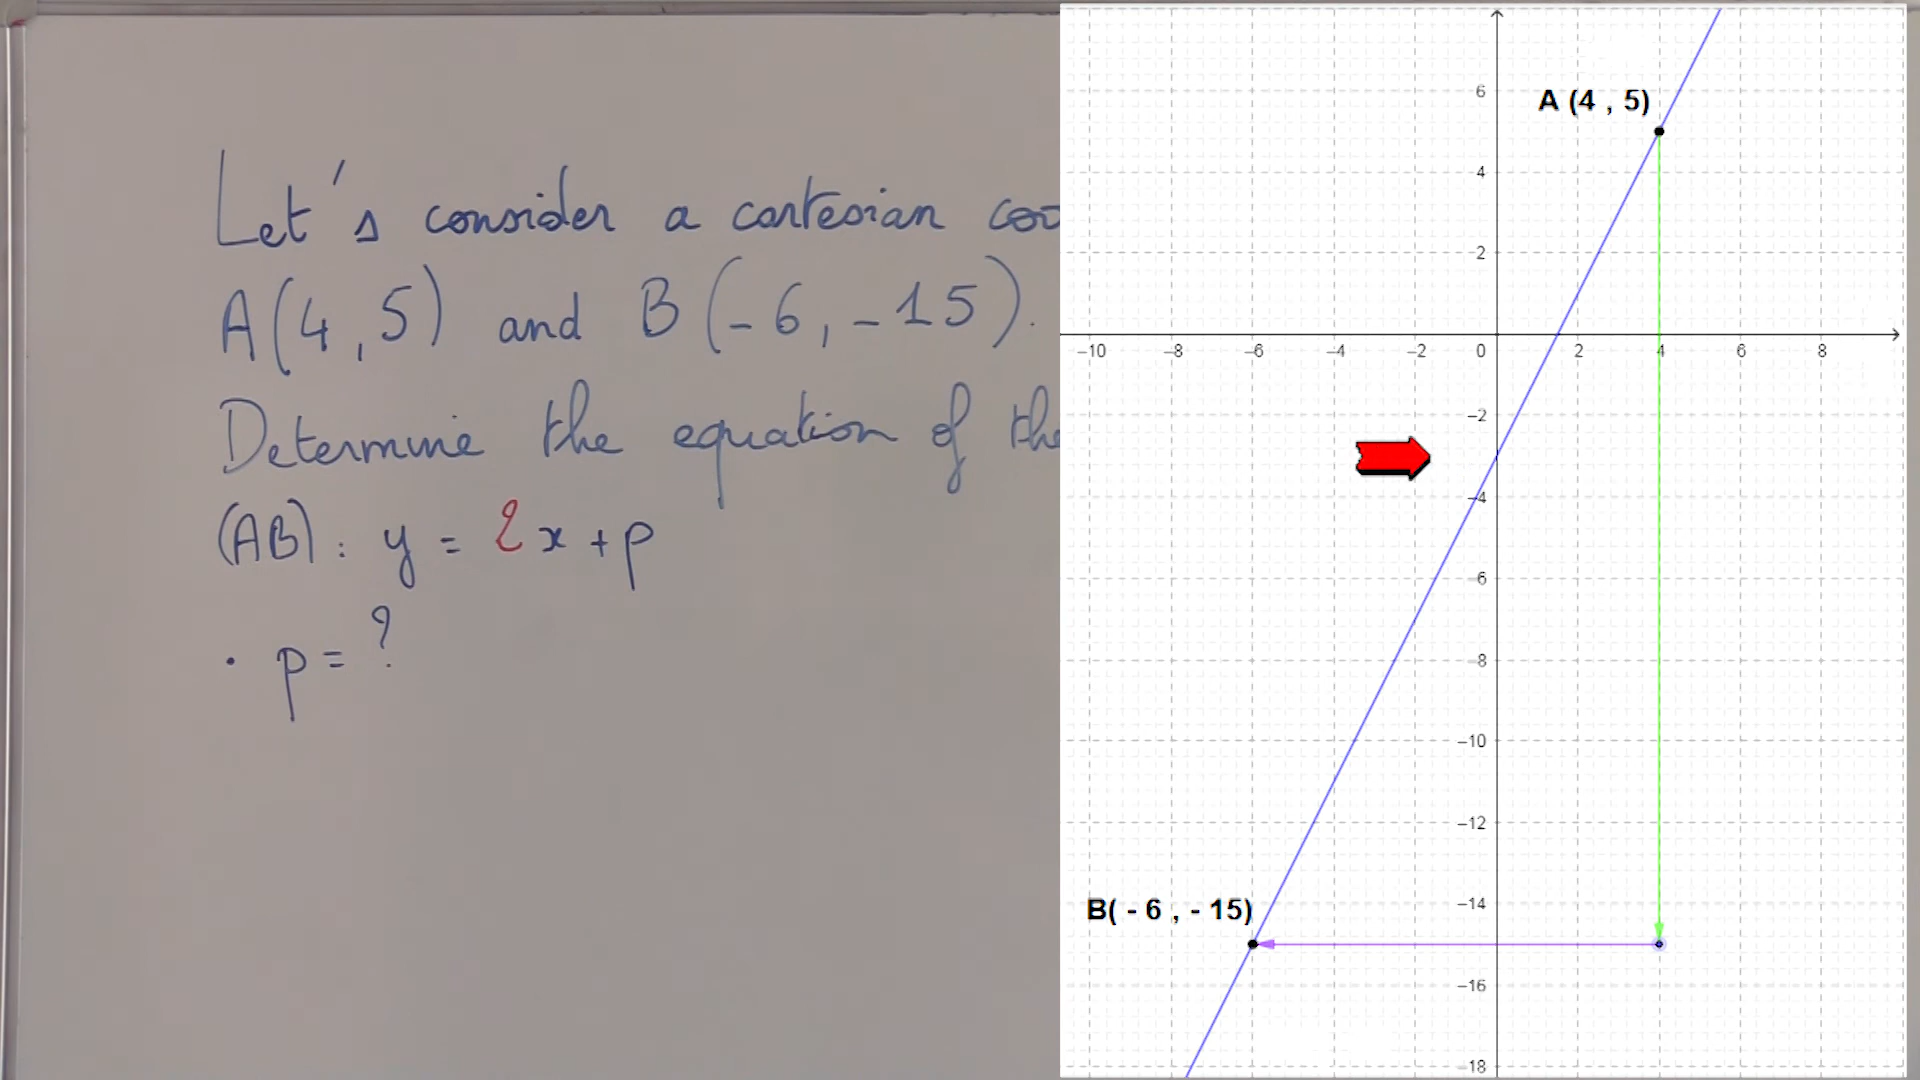 Let's consider a cartesian coo
A(4,5) and B(-6,-15).
Determine the equation of the
(AB): y = 2x + p
• p = ?
A (4 , 5)
B( - 6 , - 15)
6
4
2
-10 -8 -6 -4 -2 0 2 4 6 8
-2
-4
-6
-8
-10
-12
-14
-16
-18